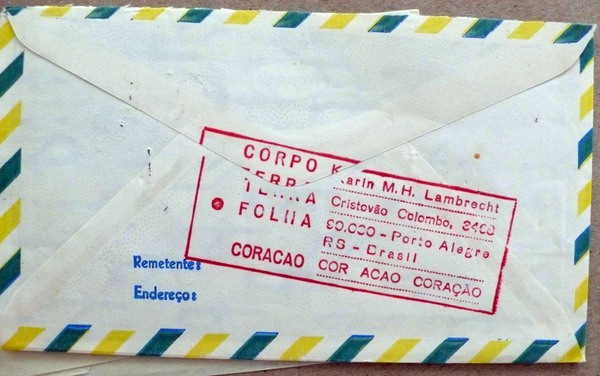 CORPO Karin M.H. Lambrecht
TERRA Cristovão Colombo,
FOLHA 90.000 - Porto Alegre
RS - Brasil
CORACAO COR ACAO CORAÇÃO
Remetente:
Endereço: